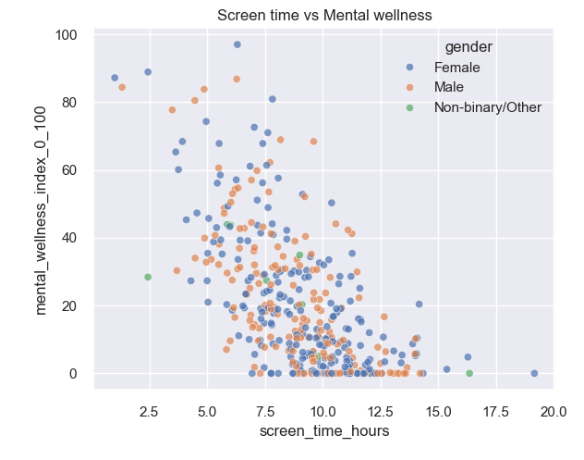 Screen time vs Mental wellness
gender
Female
Male
Non-binary/Other
mental_wellness_index_0_100
100
80
60
40
20
0
2.5 5.0 7.5 10.0 12.5 15.0 17.5 20.0
screen_time_hours